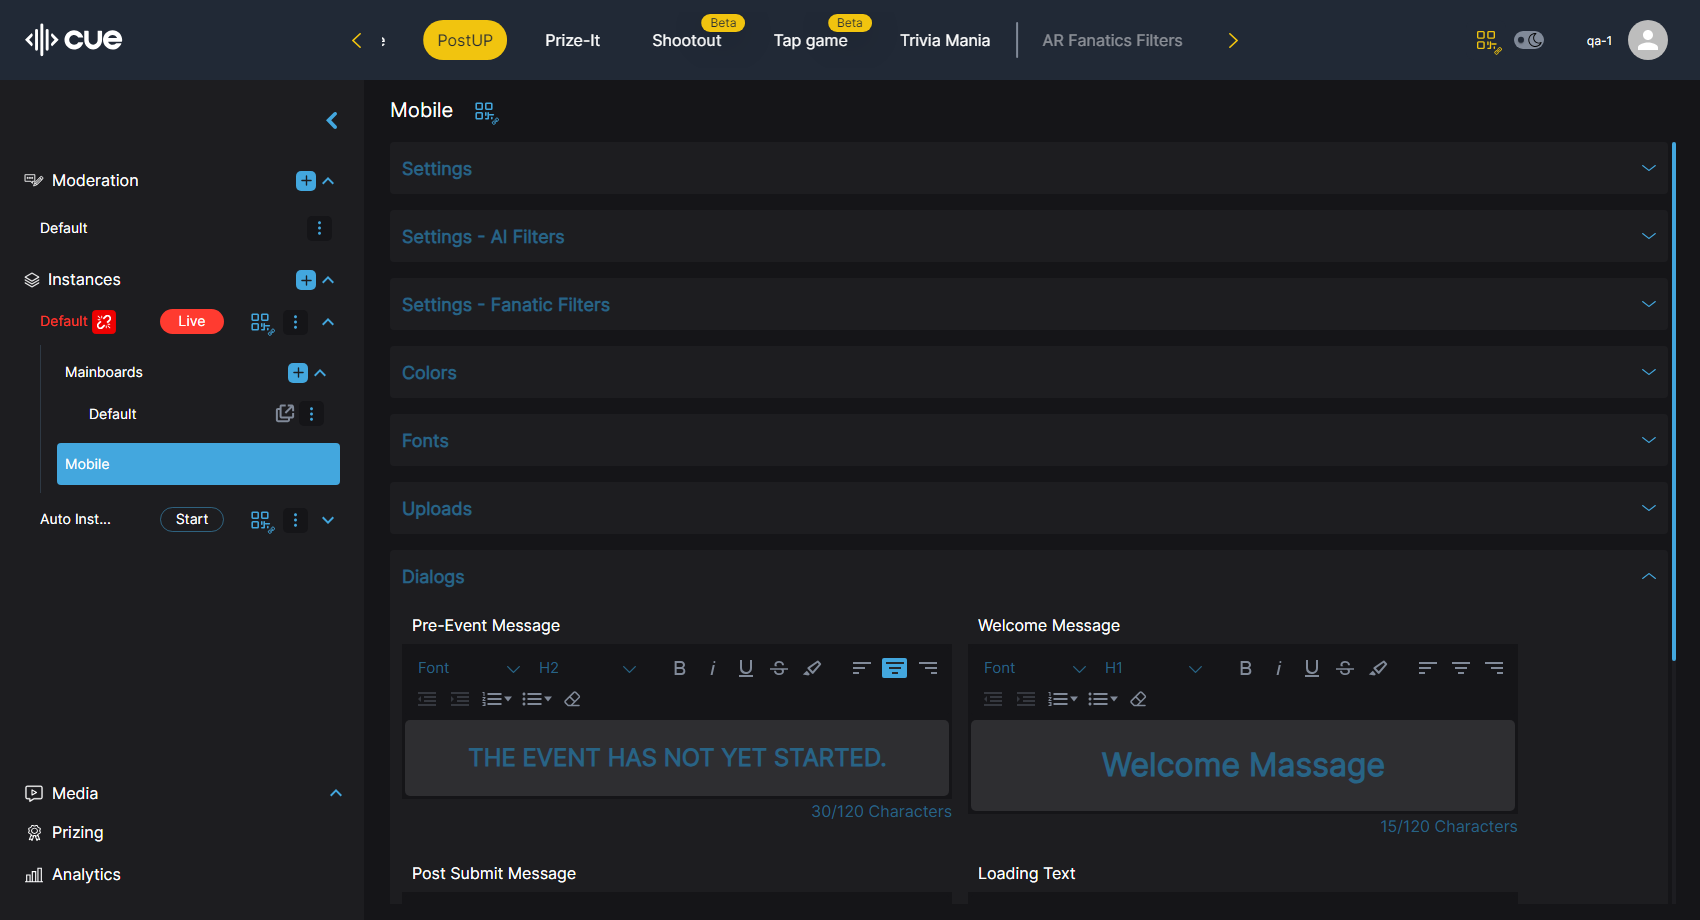 cue
e
PostUP
Prize-It
Shootout
Beta
Tap game
Beta
Trivia Mania
AR Fanatics Filters
qa-1
Moderation
Default
Instances
Default
Live
Mainboards
Default
Mobile
Auto Inst...
Start
Media
Prizing
Analytics
Mobile
Settings
Settings - AI Filters
Settings - Fanatic Filters
Colors
Fonts
Uploads
Dialogs
Pre-Event Message
Font H2 B i U S
THE EVENT HAS NOT YET STARTED.
30/120 Characters
Welcome Message
Font H1 B i U S
Welcome Massage
15/120 Characters
Post Submit Message
Loading Text